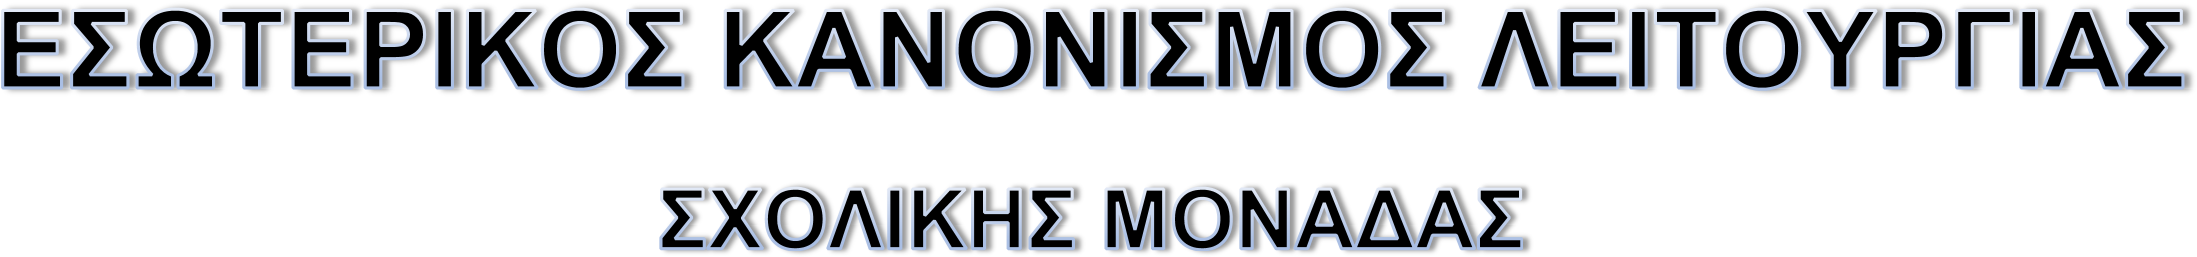 ΕΣΩΤΕΡΙΚΟΣ ΚΑΝΟΝΙΣΜΟΣ ΛΕΙΤΟΥΡΓΙΑΣ
ΣΧΟΛΙΚΗΣ ΜΟΝΑΔΑΣ